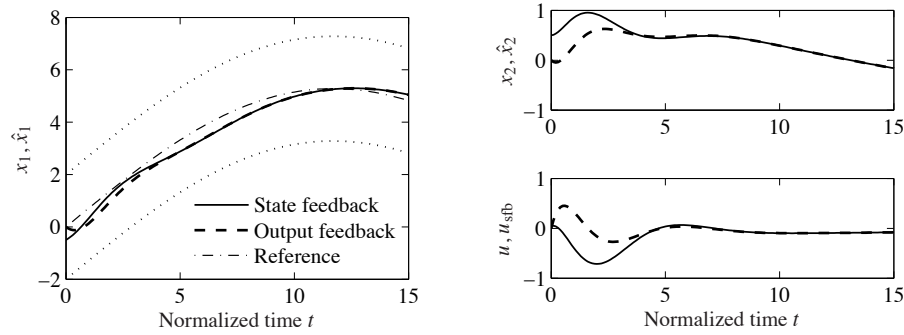 8
6
4
2
0
−2
x₁, x̂₁
State feedback
Output feedback
Reference
0 5 10 15
Normalized time t
1
0
−1
x₂, x̂₂
0 5 10 15
1
0
−1
u, u_sfb
0 5 10 15
Normalized time t